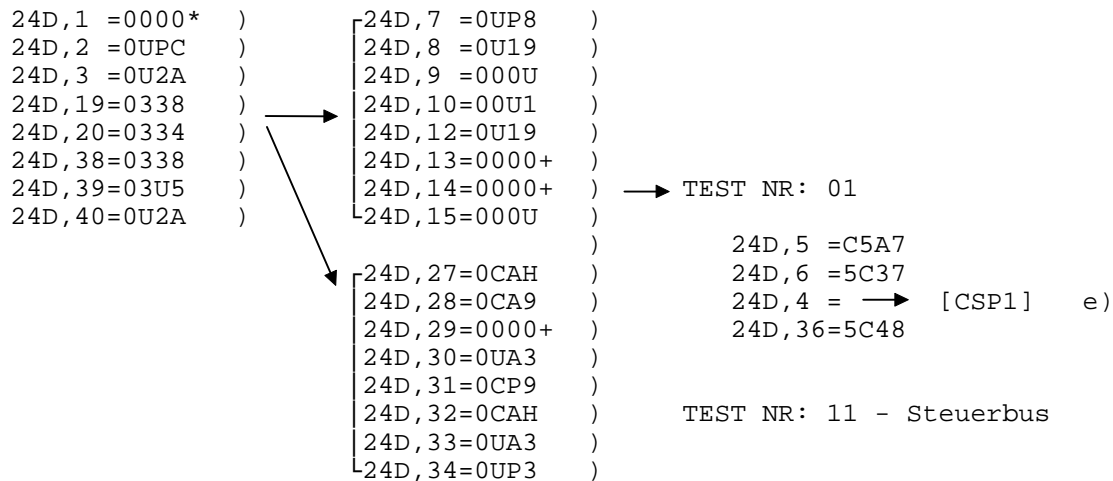 24D,1 =0000* ) 24D,7 =0UP8 )
24D,2 =0UPC ) 24D,8 =0U19 )
24D,3 =0U2A ) 24D,9 =000U )
24D,19=0338 ) 24D,10=00U1 )
24D,20=0334 ) 24D,12=0U19 )
24D,38=0338 ) 24D,13=0000+ )
24D,39=03U5 ) 24D,14=0000+ ) TEST NR: 01
24D,40=0U2A ) 24D,15=000U )
) 24D,5 =C5A7
24D,27=0CAH ) 24D,6 =5C37
24D,28=0CA9 ) 24D,4 = [CSP1] e)
24D,29=0000+ ) 24D,36=5C48
24D,30=0UA3 )
24D,31=0CP9 )
24D,32=0CAH ) TEST NR: 11 - Steuerbus
24D,33=0UA3 )
24D,34=0UP3 )